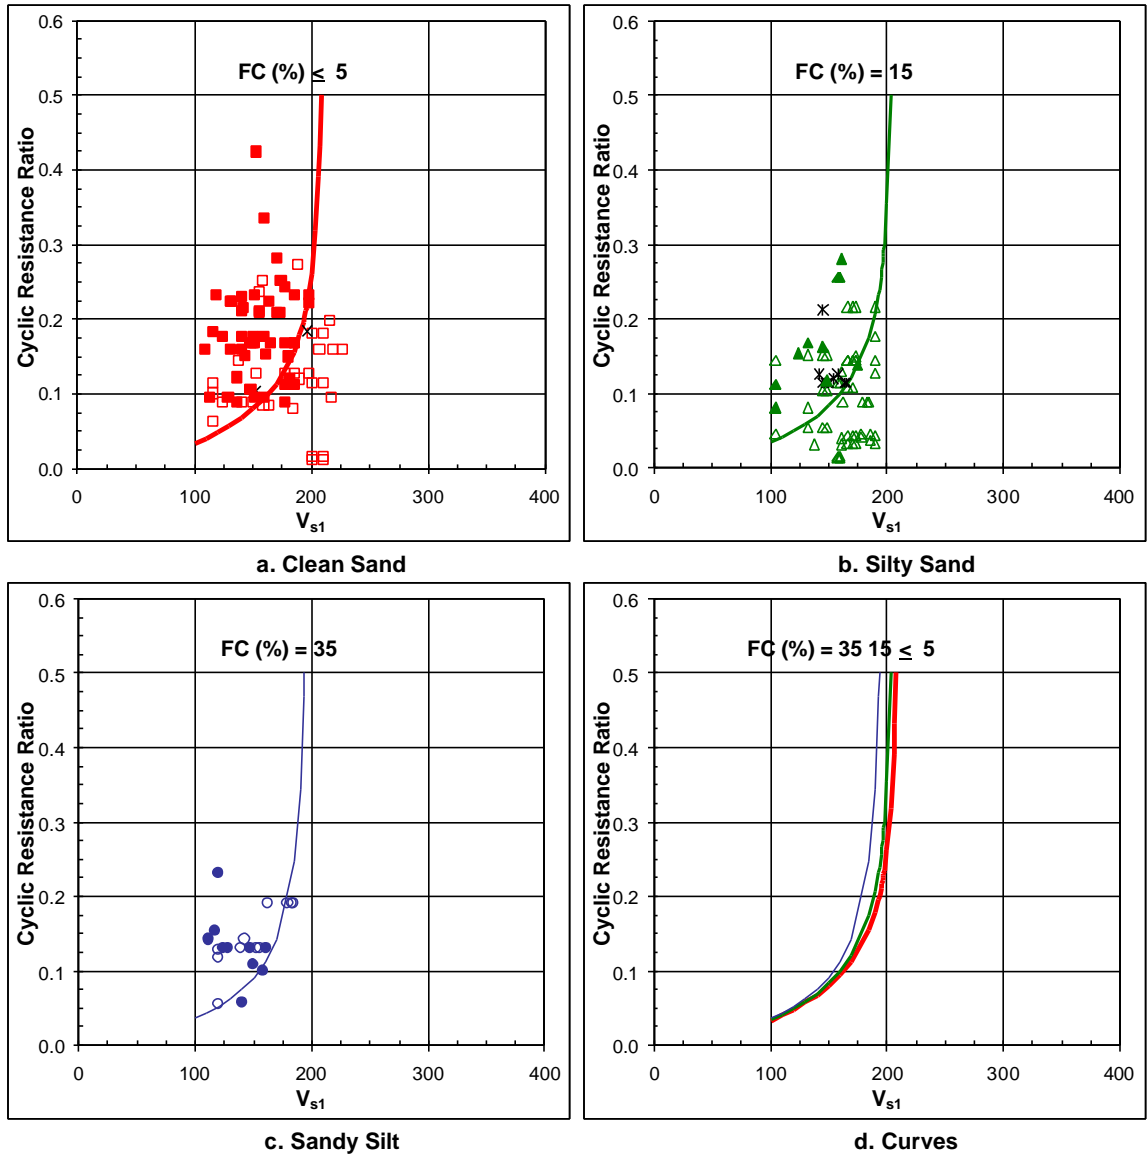 0.6
FC (%) ≤ 5
0.5
0.4
0.3
0.2
0.1
0.0
Cyclic Resistance Ratio
0 100 200 300 400
Vs1
a. Clean Sand
0.6
FC (%) = 15
0.5
0.4
0.3
0.2
0.1
0.0
Cyclic Resistance Ratio
0 100 200 300 400
Vs1
b. Silty Sand
0.6
FC (%) = 35
0.5
0.4
0.3
0.2
0.1
0.0
Cyclic Resistance Ratio
0 100 200 300 400
Vs1
c. Sandy Silt
0.6
FC (%) = 35 15 ≤ 5
0.5
0.4
0.3
0.2
0.1
0.0
Cyclic Resistance Ratio
0 100 200 300 400
Vs1
d. Curves